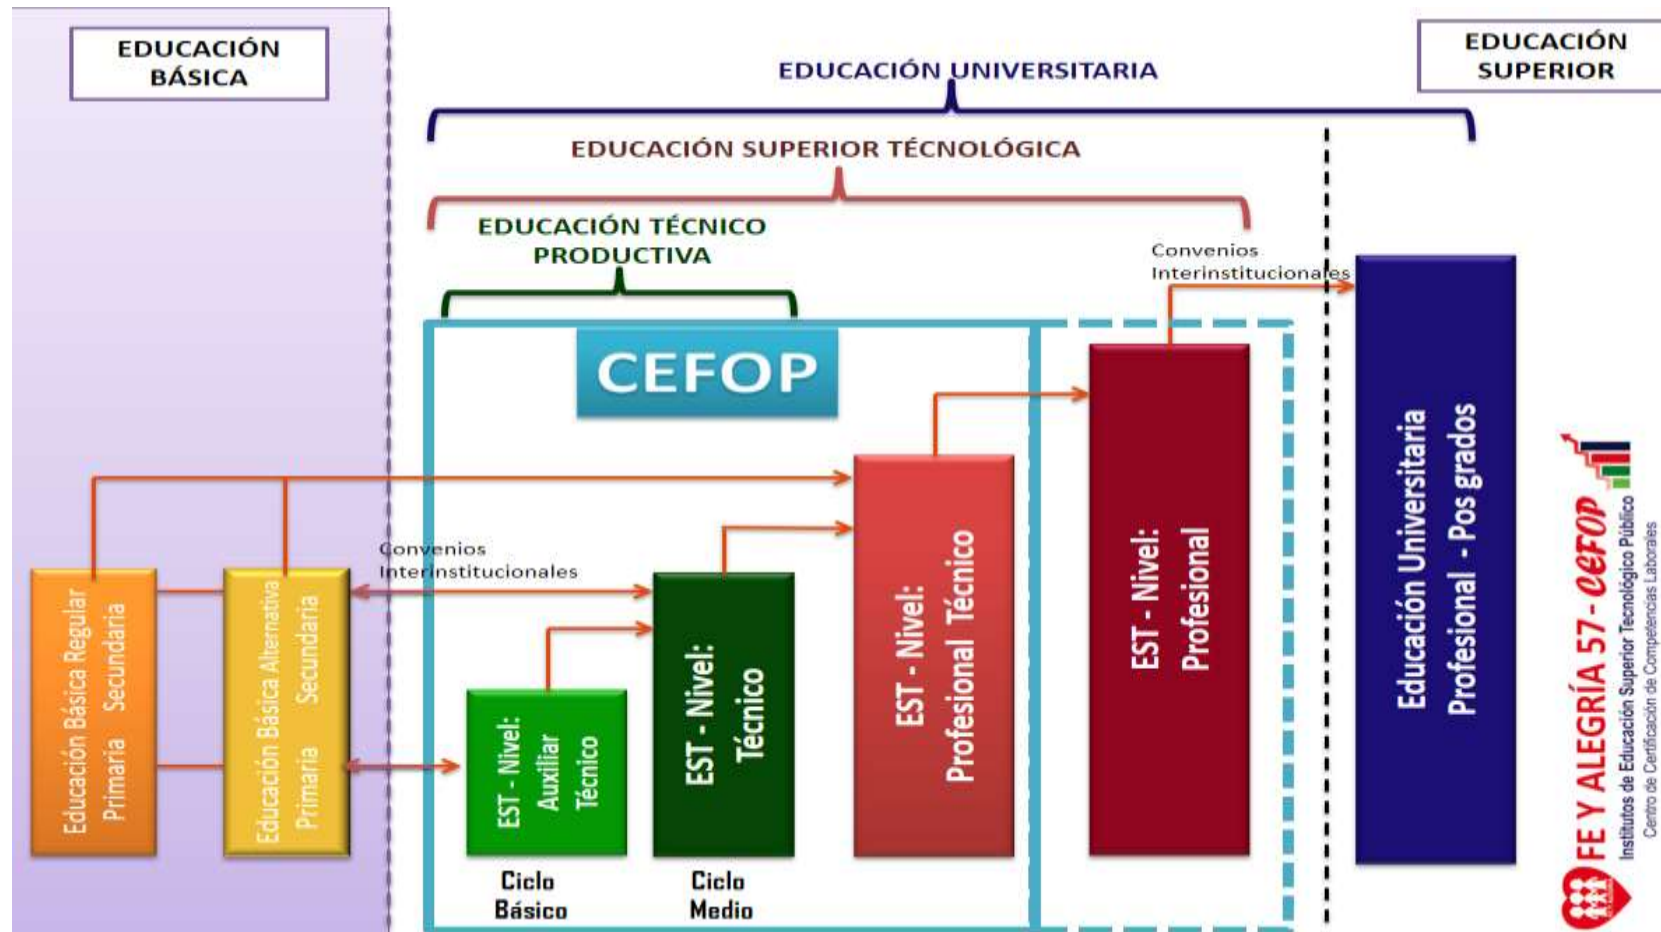 EDUCACIÓN
BÁSICA
EDUCACIÓN UNIVERSITARIA
EDUCACIÓN
SUPERIOR
EDUCACIÓN SUPERIOR TÉCNOLÓGICA
EDUCACIÓN TÉCNICO
PRODUCTIVA
Convenios
Interinstitucionales
CEFOP
Convenios
Interinstitucionales
Educación Básica Regular
Primaria Secundaria
Educación Básica Alternativa
Primaria Secundaria
EST - Nivel:
Auxiliar
Técnico
EST - Nivel:
Técnico
EST - Nivel:
Profesional Técnico
EST - Nivel:
Profesional
Educación Universitaria
Profesional - Pos grados
Ciclo
Básico
Ciclo
Medio
FE Y ALEGRÍA 57 - CEFOP
Institutos de Educación Superior Tecnológico Público
Centro de Certificación de Competencias Laborales